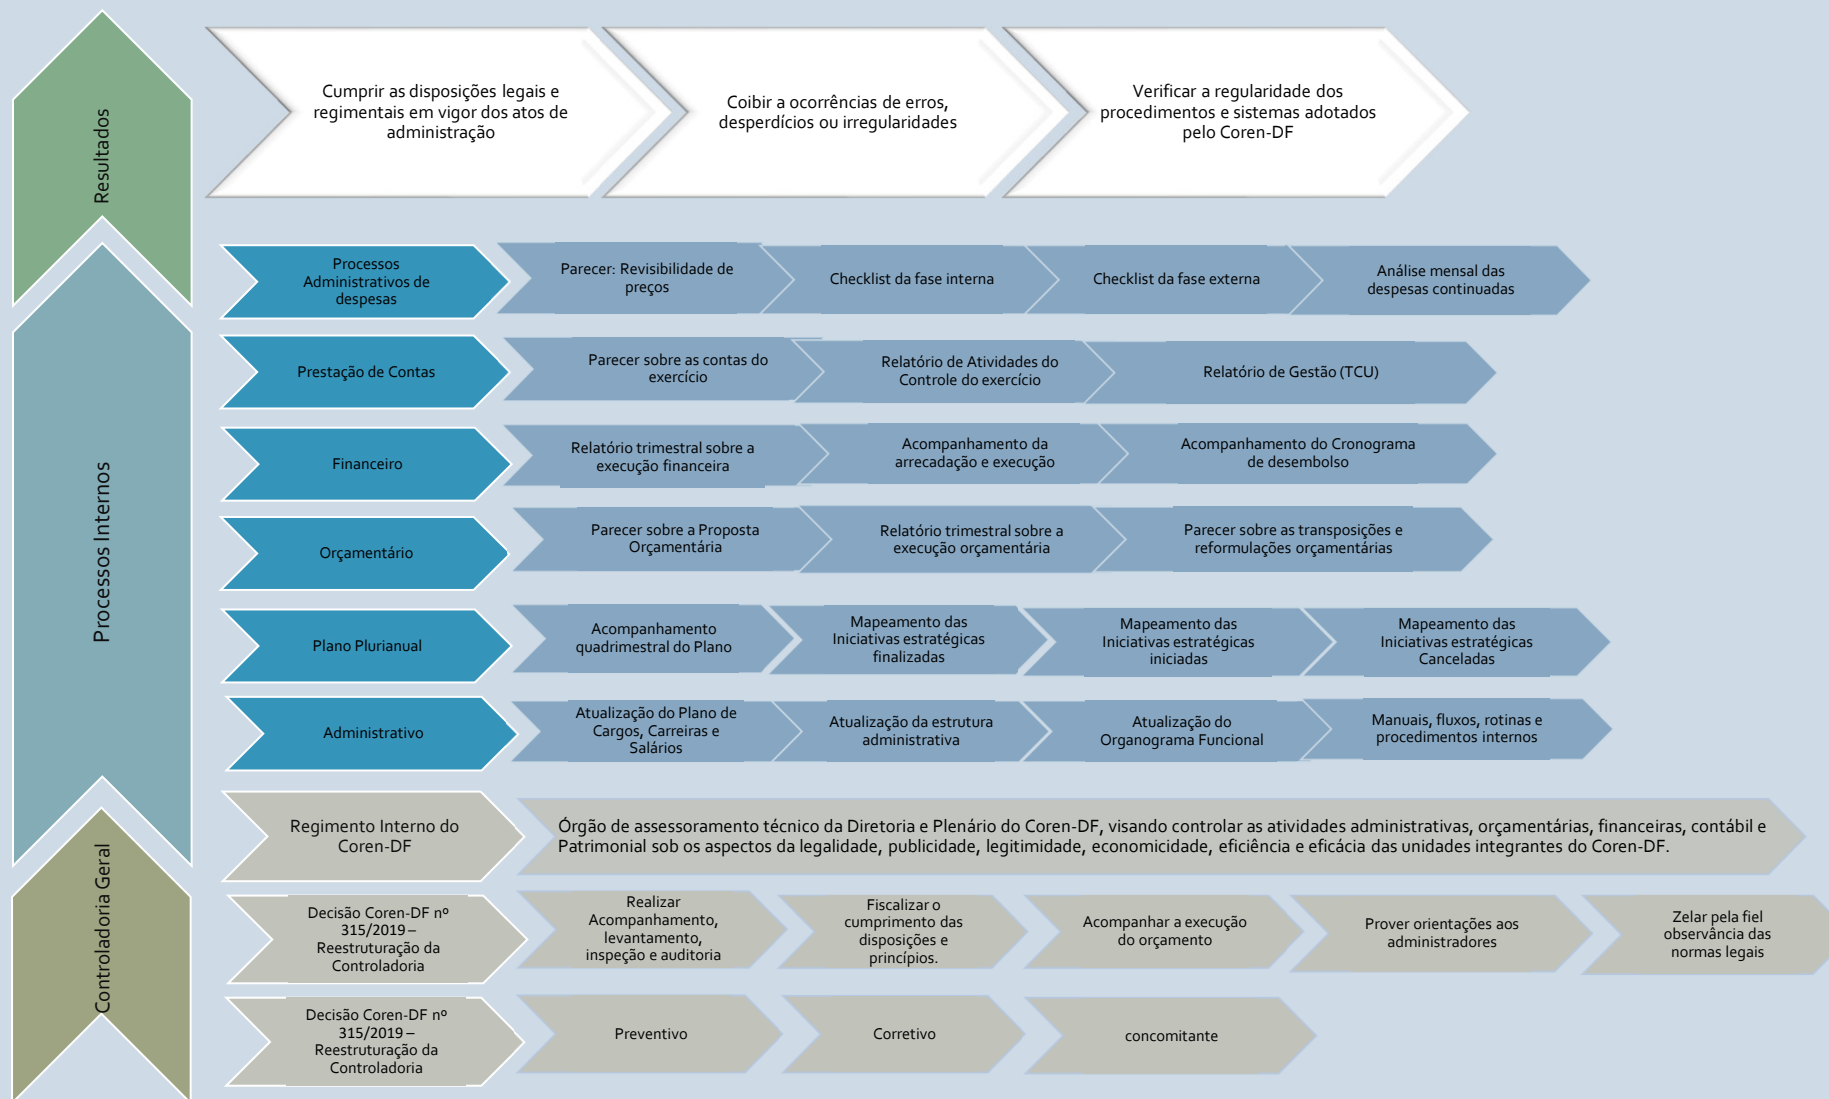 Resultados
Cumprir as disposições legais e
regimentais em vigor dos atos de
administração
Coibir a ocorrências de erros,
desperdícios ou irregularidades
Verificar a regularidade dos
procedimentos e sistemas adotados
pelo Coren-DF
Processos Internos
Processos
Administrativos de
despesas
Parecer: Revisibilidade de
preços
Checklist da fase interna
Checklist da fase externa
Análise mensal das
despesas continuadas
Prestação de Contas
Parecer sobre as contas do
exercício
Relatório de Atividades do
Controle do exercício
Relatório de Gestão (TCU)
Financeiro
Relatório trimestral sobre a
execução financeira
Acompanhamento da
arrecadação e execução
Acompanhamento do Cronograma
de desembolso
Orçamentário
Parecer sobre a Proposta
Orçamentária
Relatório trimestral sobre a
execução orçamentária
Parecer sobre as transposições e
reformulações orçamentárias
Plano Plurianual
Acompanhamento
quadrimestral do Plano
Mapeamento das
Iniciativas estratégicas
finalizadas
Mapeamento das
Iniciativas estratégicas
iniciadas
Mapeamento das
Iniciativas estratégicas
Canceladas
Administrativo
Atualização do Plano de
Cargos, Carreiras e
Salários
Atualização da estrutura
administrativa
Atualização do
Organograma Funcional
Manuais, fluxos, rotinas e
procedimentos internos
Controladoria Geral
Regimento Interno do
Coren-DF
Órgão de assessoramento técnico da Diretoria e Plenário do Coren-DF, visando controlar as atividades administrativas, orçamentárias, financeiras, contábil e
Patrimonial sob os aspectos da legalidade, publicidade, legitimidade, economicidade, eficiência e eficácia das unidades integrantes do Coren-DF.
Decisão Coren-DF nº
315/2019 –
Reestruturação da
Controladoria
Realizar
Acompanhamento,
levantamento,
inspeção e auditoria
Fiscalizar o
cumprimento das
disposições e
princípios.
Acompanhar a execução
do orçamento
Prover orientações aos
administradores
Zelar pela fiel
observância das
normas legais
Decisão Coren-DF nº
315/2019 –
Reestruturação da
Controladoria
Preventivo
Corretivo
concomitante